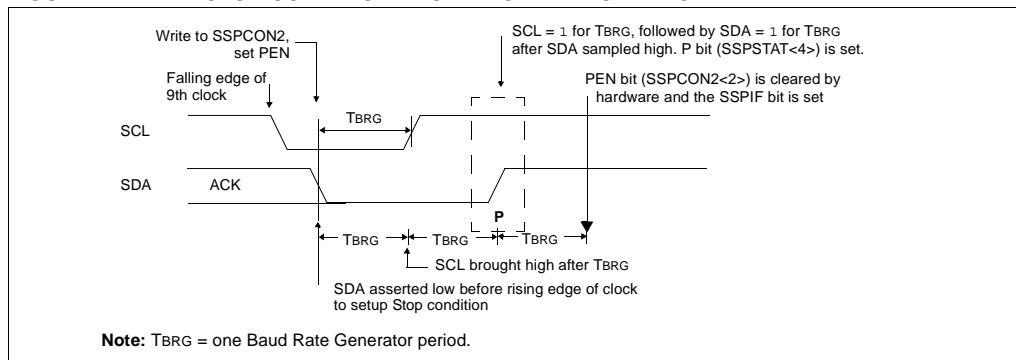 Write to SSPCON2,
set PEN
SCL = 1 for TBRG, followed by SDA = 1 for TBRG
after SDA sampled high. P bit (SSPSTAT<4>) is set.
Falling edge of
9th clock
PEN bit (SSPCON2<2>) is cleared by
hardware and the SSPIF bit is set
TBRG
SCL
SDA
ACK
P
TBRG
TBRG
TBRG
SCL brought high after TBRG
SDA asserted low before rising edge of clock
to setup Stop condition
Note: TBRG = one Baud Rate Generator period.